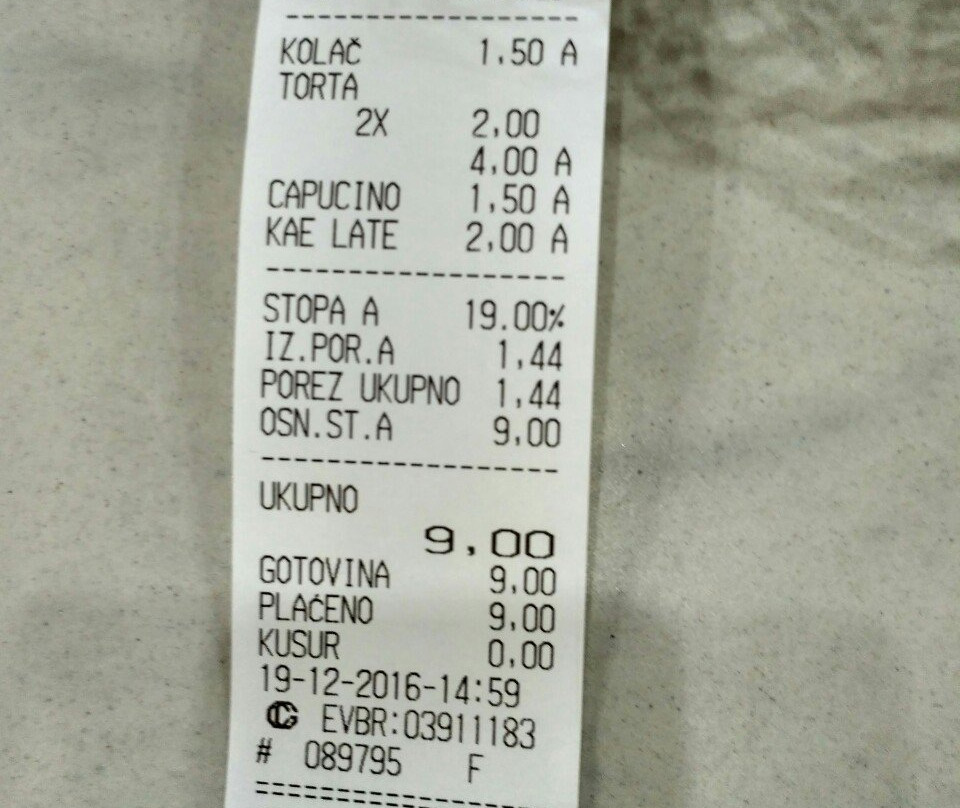 KOLAČ 1.50 A
TORTA
2X 2,00
4,00 A
CAPUCINO 1,50 A
KAE LATE 2,00 A
STOPA A 19.00%
IZ.POR.A 1,44
POREZ UKUPNO 1,44
OSN.ST.A 9,00
UKUPNO
9,00
GOTOVINA 9,00
PLAĆENO 9,00
KUSUR 0,00
19-12-2016-14:59
EVBR:03911183
# 089795 F